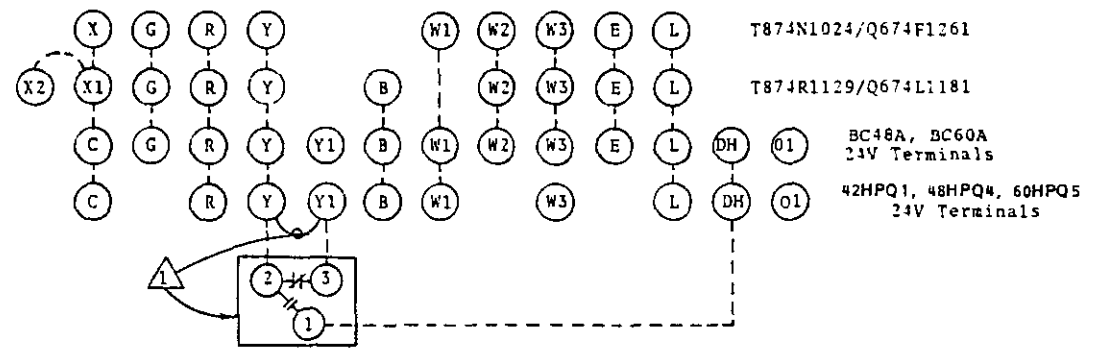 X G R Y W1 W2 W3 E L T874N1024/Q674F1261
X2 X1 G R Y B W2 W3 E L T874R1129/Q674L1181
C G R Y Y1 B W1 W2 W3 E L DH O1 BC48A, BC60A
24V Terminals
C R Y Y1 B W1 W3 L DH O1 42HPQ1, 48HPQ4, 60HPQ5
24V Terminals
1 2 3
1